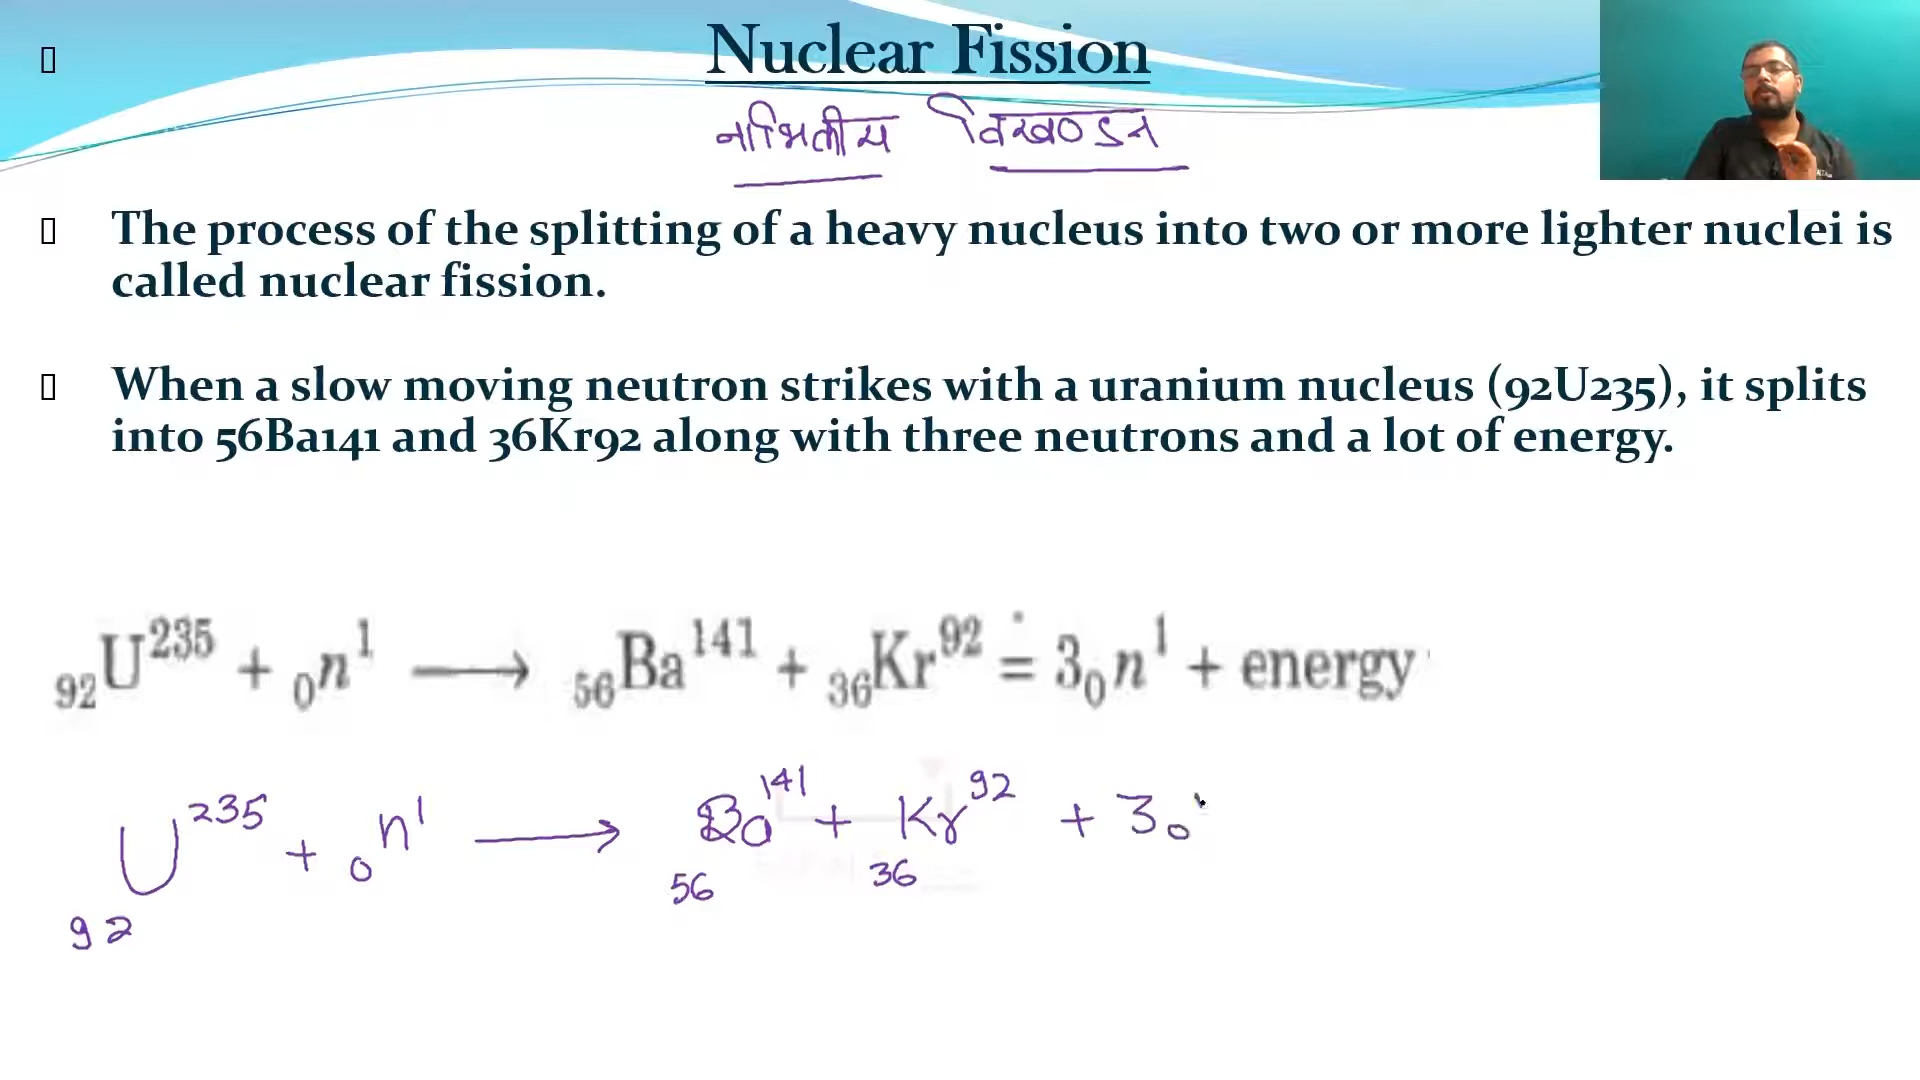 Nuclear Fission
नाभिकीय विखण्डन
The process of the splitting of a heavy nucleus into two or more lighter nuclei is
called nuclear fission.
When a slow moving neutron strikes with a uranium nucleus (92U235), it splits
into 56Ba141 and 36Kr92 along with three neutrons and a lot of energy.
₉₂U²³⁵ + ₀n¹ ⟶ ₅₆Ba¹⁴¹ + ₃₆Kr⁹² ≐ 3₀n¹ + energy
₉₂U²³⁵ + ₀n¹ ⟶ ₅₆Ba¹⁴¹ + ₃₆Kr⁹² + 3₀